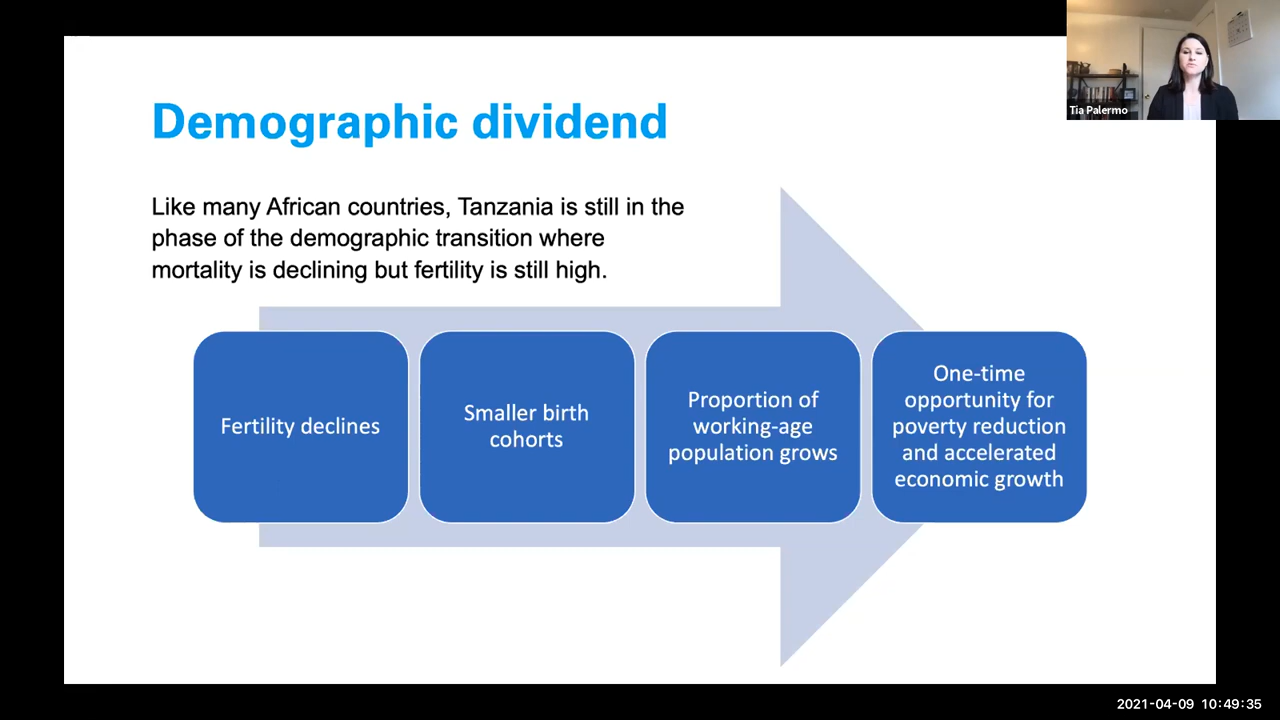 Demographic dividend
Tia Palermo
Like many African countries, Tanzania is still in the
phase of the demographic transition where
mortality is declining but fertility is still high.
Fertility declines
Smaller birth
cohorts
Proportion of
working-age
population grows
One-time
opportunity for
poverty reduction
and accelerated
economic growth
2021-04-09 10:49:35